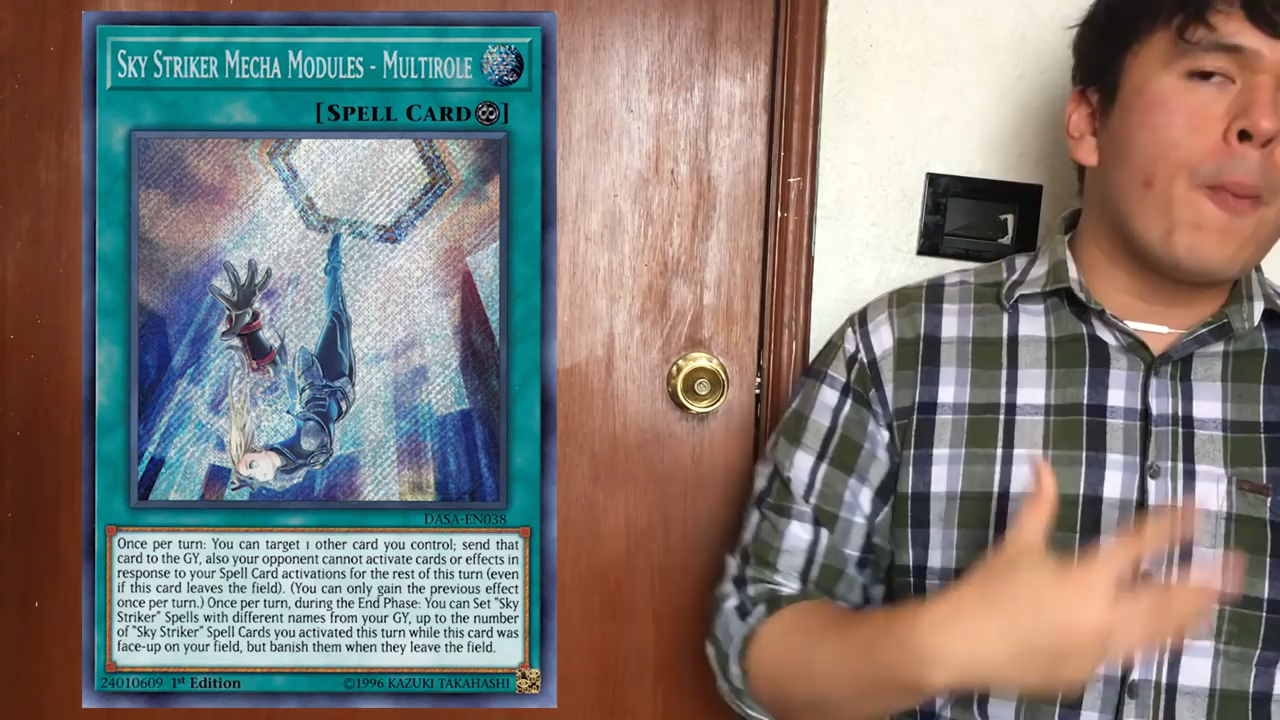 SKY STRIKER MECHA MODULES - MULTIROLE
[SPELL CARD]
DASA-EN038
Once per turn: You can target 1 other card you control; send that
card to the GY, also your opponent cannot activate cards or effects in
response to your Spell Card activations for the rest of this turn (even
if this card leaves the field). (You can only gain the previous effect
once per turn.) Once per turn, during the End Phase: You can Set "Sky
Striker" Spells with different names from your GY, up to the number
of "Sky Striker" Spell Cards you activated this turn while this card was
face-up on your field, but banish them when they leave the field.
24010609 1st Edition ©1996 KAZUKI TAKAHASHI